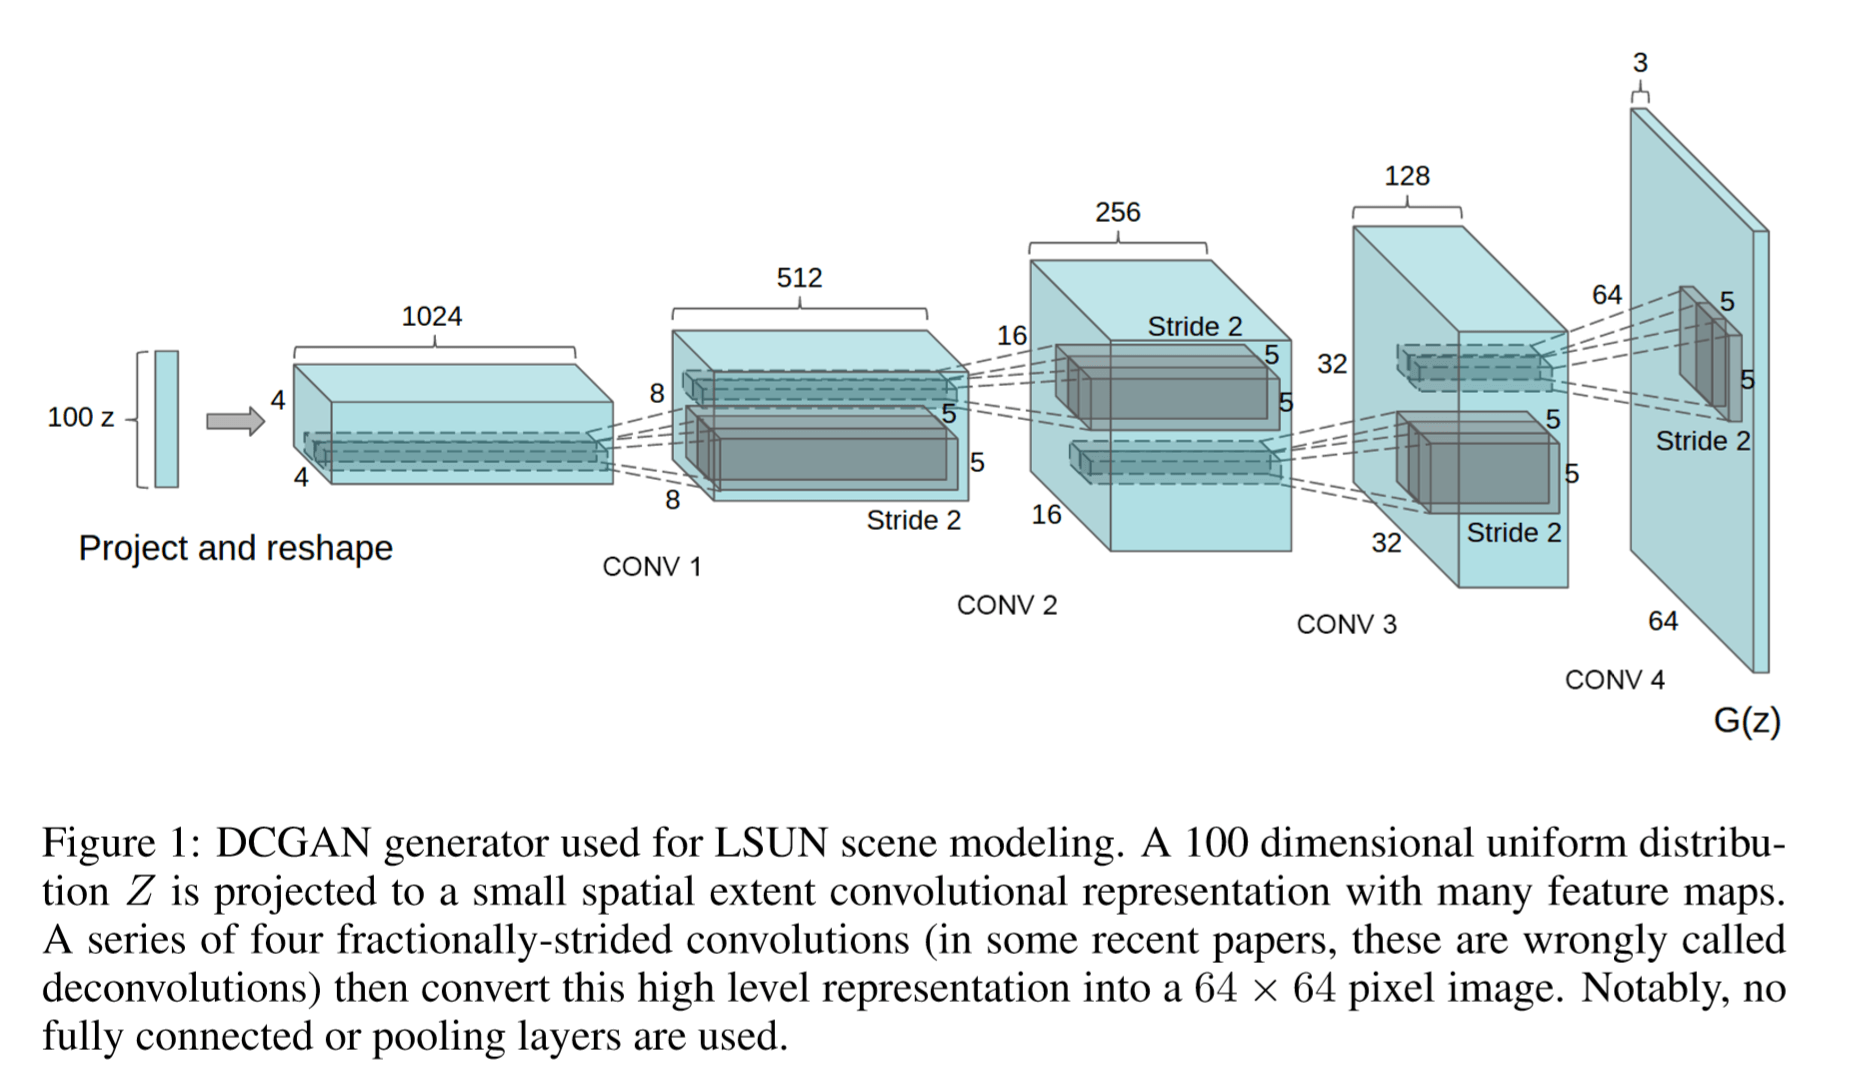 3
128
256
512
1024
64
5
16
Stride 2
5
32
5
8
5
100 z
4
5
5
5
Stride 2
5
4
8
16
32
Stride 2
Stride 2
64
Project and reshape
CONV 1
CONV 2
CONV 3
CONV 4
G(z)
Figure 1: DCGAN generator used for LSUN scene modeling. A 100 dimensional uniform distribu-
tion Z is projected to a small spatial extent convolutional representation with many feature maps.
A series of four fractionally-strided convolutions (in some recent papers, these are wrongly called
deconvolutions) then convert this high level representation into a 64 × 64 pixel image. Notably, no
fully connected or pooling layers are used.